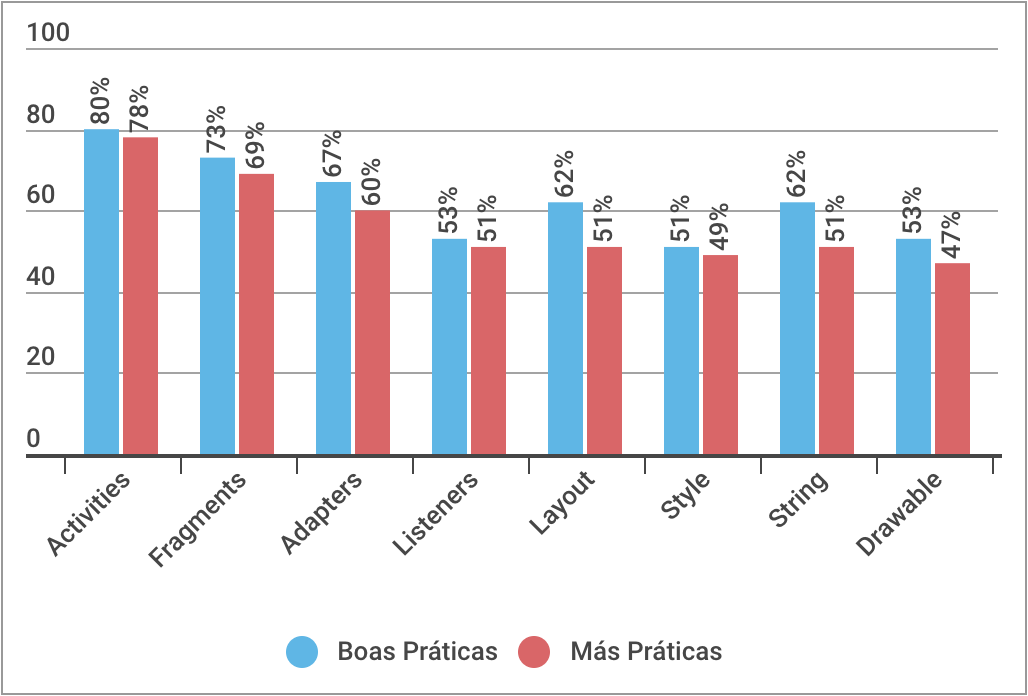 100
80
60
40
20
0
80%
78%
73%
69%
67%
60%
53%
51%
62%
51%
51%
49%
62%
51%
53%
47%
Activities
Fragments
Adapters
Listeners
Layout
Style
String
Drawable
Boas Práticas
Más Práticas